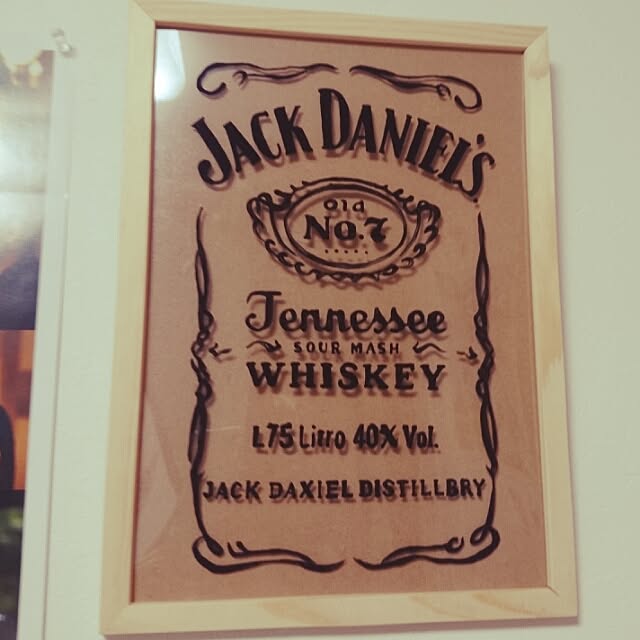 JACK DANIEL'S
Old
No.7
Tennessee
SOUR MASH
WHISKEY
L75 Litro 40% Vol.
JACK DAXIEL DISTILLBRY